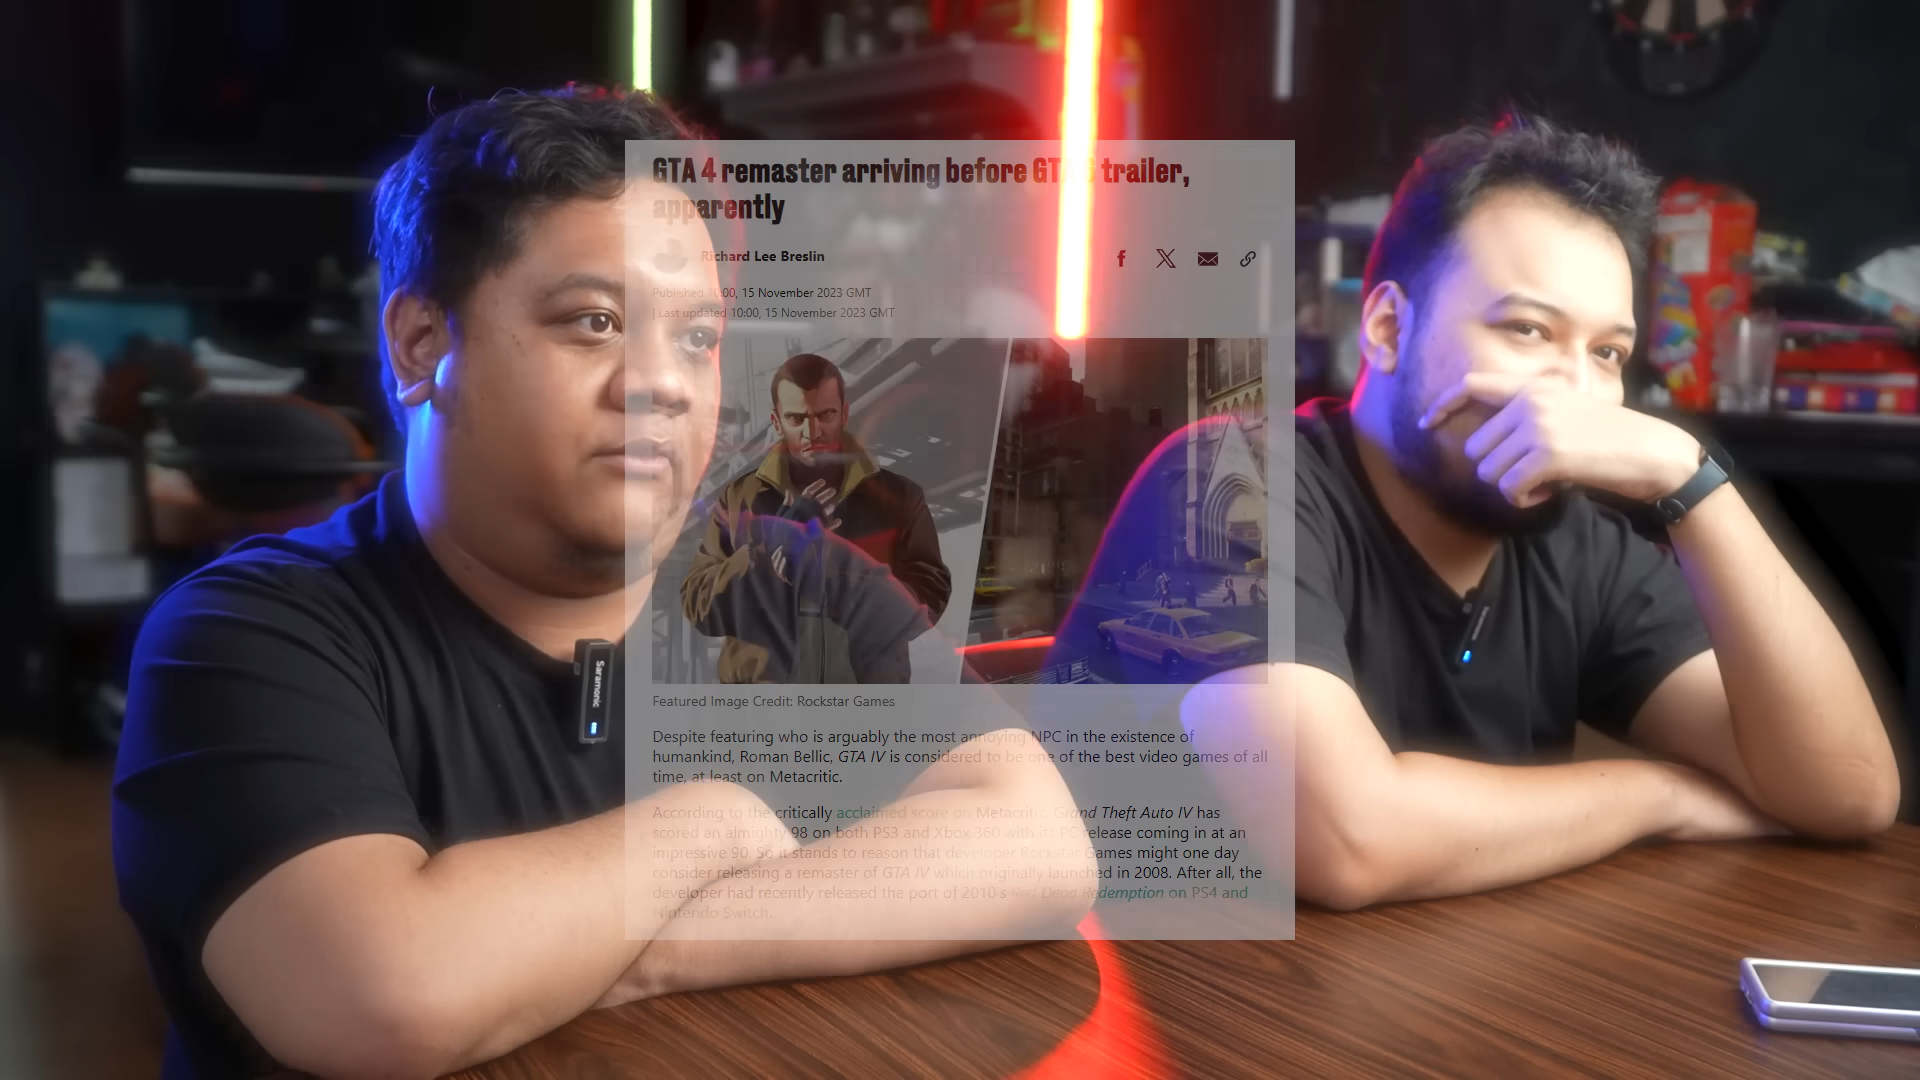 GTA 4 remaster arriving before GTA 6 trailer,
apparently
Richard Lee Breslin
Published 10:00, 15 November 2023 GMT
| Last updated 10:00, 15 November 2023 GMT
Featured Image Credit: Rockstar Games
Despite featuring who is arguably the most annoying NPC in the existence of
humankind, Roman Bellic, GTA IV is considered to be one of the best video games of all
time, at least on Metacritic.
According to the critically acclaimed score on Metacritic, Grand Theft Auto IV has
scored an almighty 98 on both PS3 and Xbox 360 with its PC release coming in at an
impressive 90. So it stands to reason that developer Rockstar Games might one day
consider releasing a remaster of GTA IV which originally launched in 2008. After all, the
developer had recently released the port of 2010's Red Dead Redemption on PS4 and
Nintendo Switch.
Saramonic